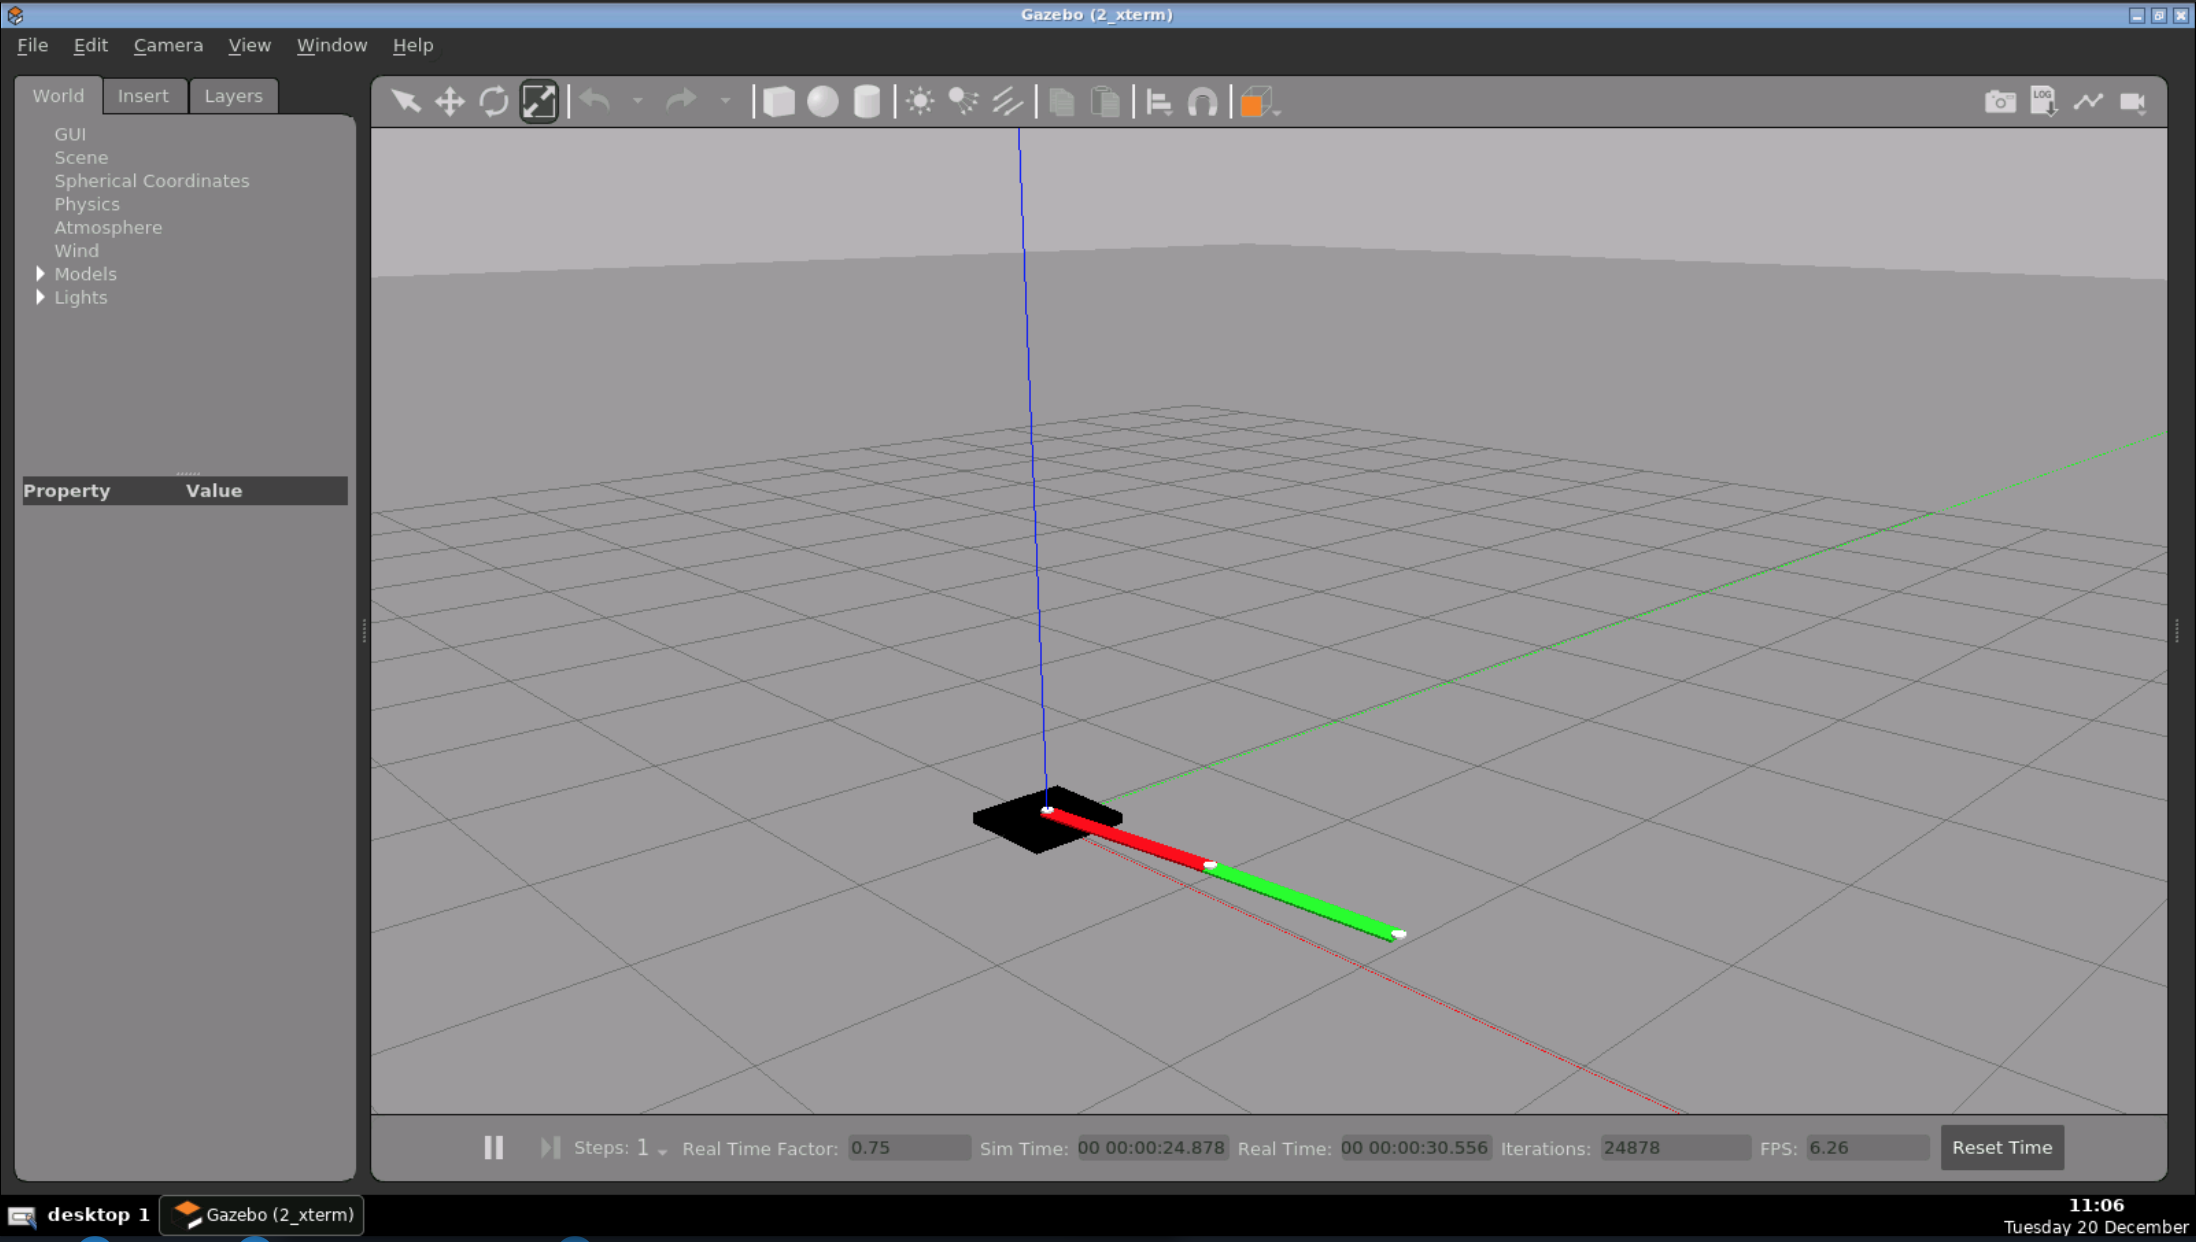 Gazebo (2_xterm)
File Edit Camera View Window Help
World Insert Layers
LOG
GUI
Scene
Spherical Coordinates
Physics
Atmosphere
Wind
Models
Lights
Property Value
Steps: 1 Real Time Factor: 0.75 Sim Time: 00 00:00:24.878 Real Time: 00 00:00:30.556 Iterations: 24878 FPS: 6.26 Reset Time
desktop 1 Gazebo (2_xterm) 11:06
Tuesday 20 December